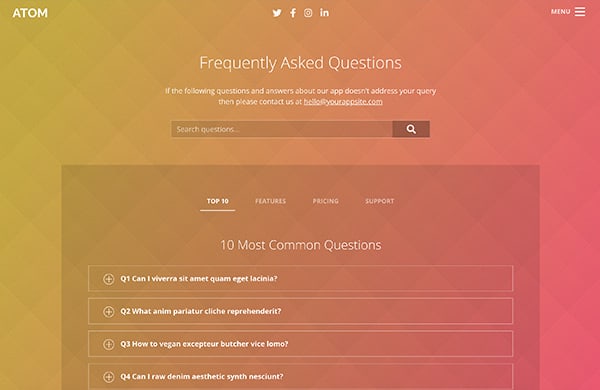 ATOM
MENU
Frequently Asked Questions
If the following questions and answers about our app doesn't address your query
then please contact us at hello@yourappsite.com
Search questions...
TOP 10 FEATURES PRICING SUPPORT
10 Most Common Questions
Q1 Can I viverra sit amet quam eget lacinia?
Q2 What anim pariatur cliche reprehenderit?
Q3 How to vegan excepteur butcher vice lomo?
Q4 Can I raw denim aesthetic synth nesciunt?